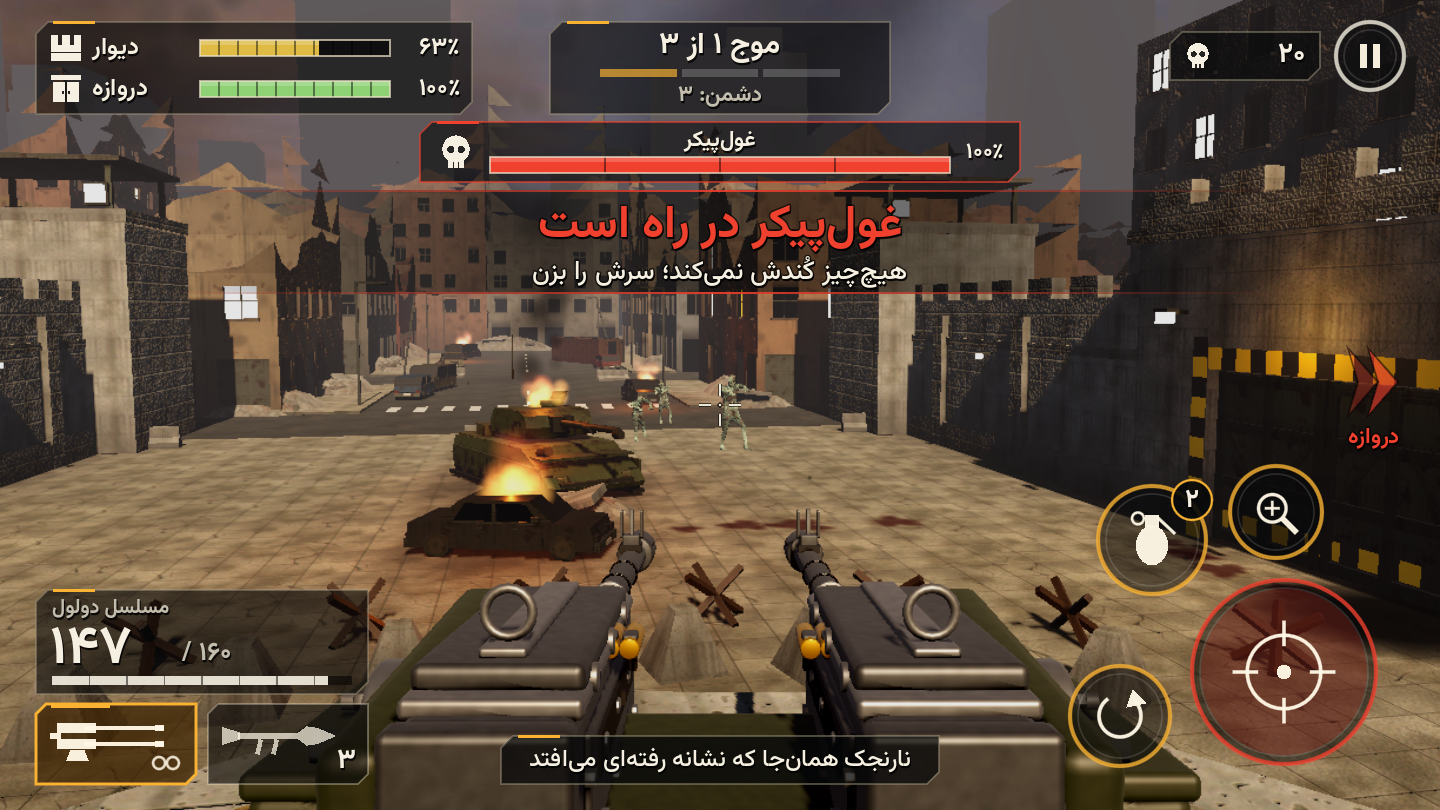 دیوار ۶۳٪
دروازه ۱۰۰٪
موج ۱ از ۳
دشمن: ۳
۲۰
غول‌پیکر
۱۰۰٪
غول‌پیکر در راه است
هیچ‌چیز کُندش نمی‌کند؛ سرش را بزن
دروازه
۲
مسلسل دولول
۱۴۷ / ۱۶۰
∞
۳
نارنجک همان‌جا که نشانه رفته‌ای می‌افتد